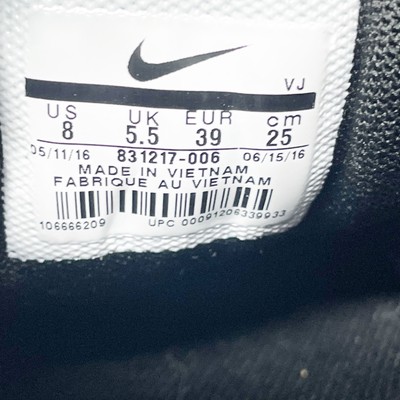 VJ
US UK EUR cm
8 5.5 39 25
05/11/16 831217-006 06/15/16
MADE IN VIETNAM
FABRIQUE AU VIETNAM
106666209 UPC 00091206339933